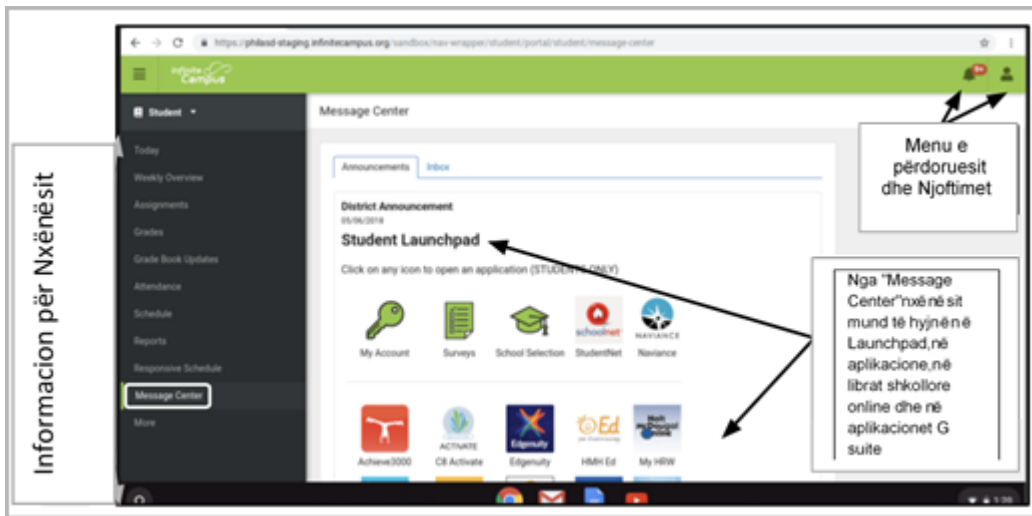 https://philasd-staging.infinitecampus.org/sandbox/nav-wrapper/student/portal/student/message-center
Infinite Campus
Student
Message Center
Today
Weekly Overview
Assignments
Grades
Grade Book Updates
Attendance
Schedule
Reports
Responsive Schedule
Message Center
More
Informacion për Nxënësit
Announcements Inbox
District Announcement
05/06/2018
Student Launchpad
Click on any icon to open an application (STUDENTS ONLY)
schoolnet
NAVIANCE
My Account Surveys School Selection StudentNet Naviance
ACTIVATE
Edgenuity
Ed
Achieve3000 C8 Activate Edgenuity HMH Ed My HRW
Menu e
përdoruesit
dhe Njoftimet
Nga "Message
Center"nxënësit
mund të hyjnënë
Launchpad,në
aplikacione,në
librat shkollore
online dhe në
aplikacionet G
suite
1:20